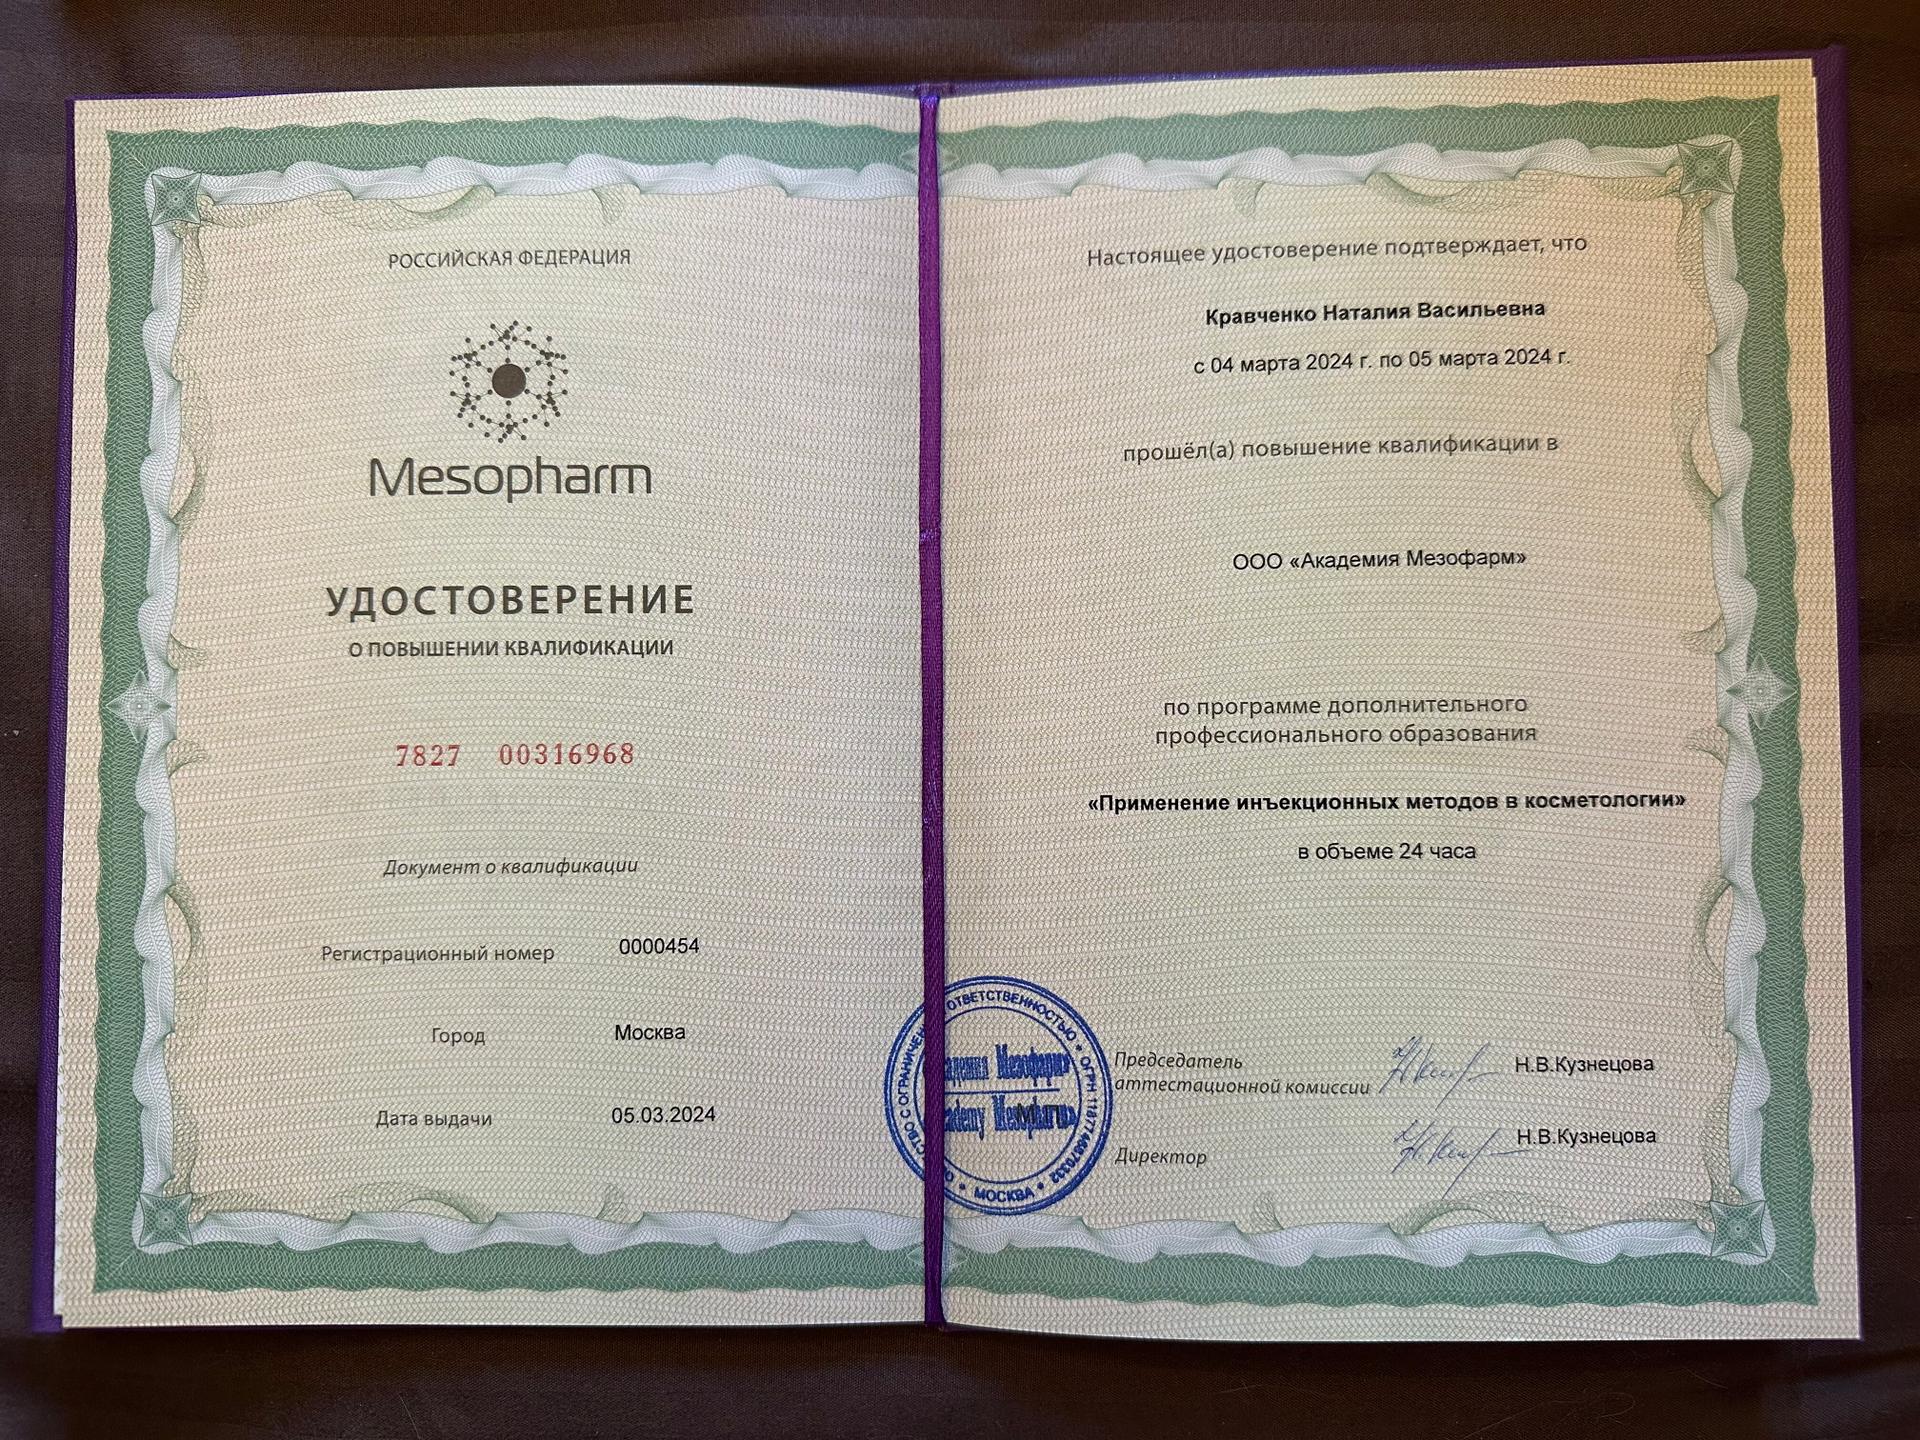 РОССИЙСКАЯ ФЕДЕРАЦИЯ
Mesopharm
УДОСТОВЕРЕНИЕ
О ПОВЫШЕНИИ КВАЛИФИКАЦИИ
7827 00316968
Документ о квалификации
Регистрационный номер 0000454
Город Москва
Дата выдачи 05.03.2024
Настоящее удостоверение подтверждает, что
Кравченко Наталия Васильевна
с 04 марта 2024 г. по 05 марта 2024 г.
прошёл(а) повышение квалификации в
ООО «Академия Мезофарм»
по программе дополнительного
профессионального образования
«Применение инъекционных методов в косметологии»
в объеме 24 часа
Председатель
аттестационной комиссии Н.В.Кузнецова
Директор Н.В.Кузнецова
ОТВЕТСТВЕННОСТЬЮ
Мезофарм»
МОСКВА